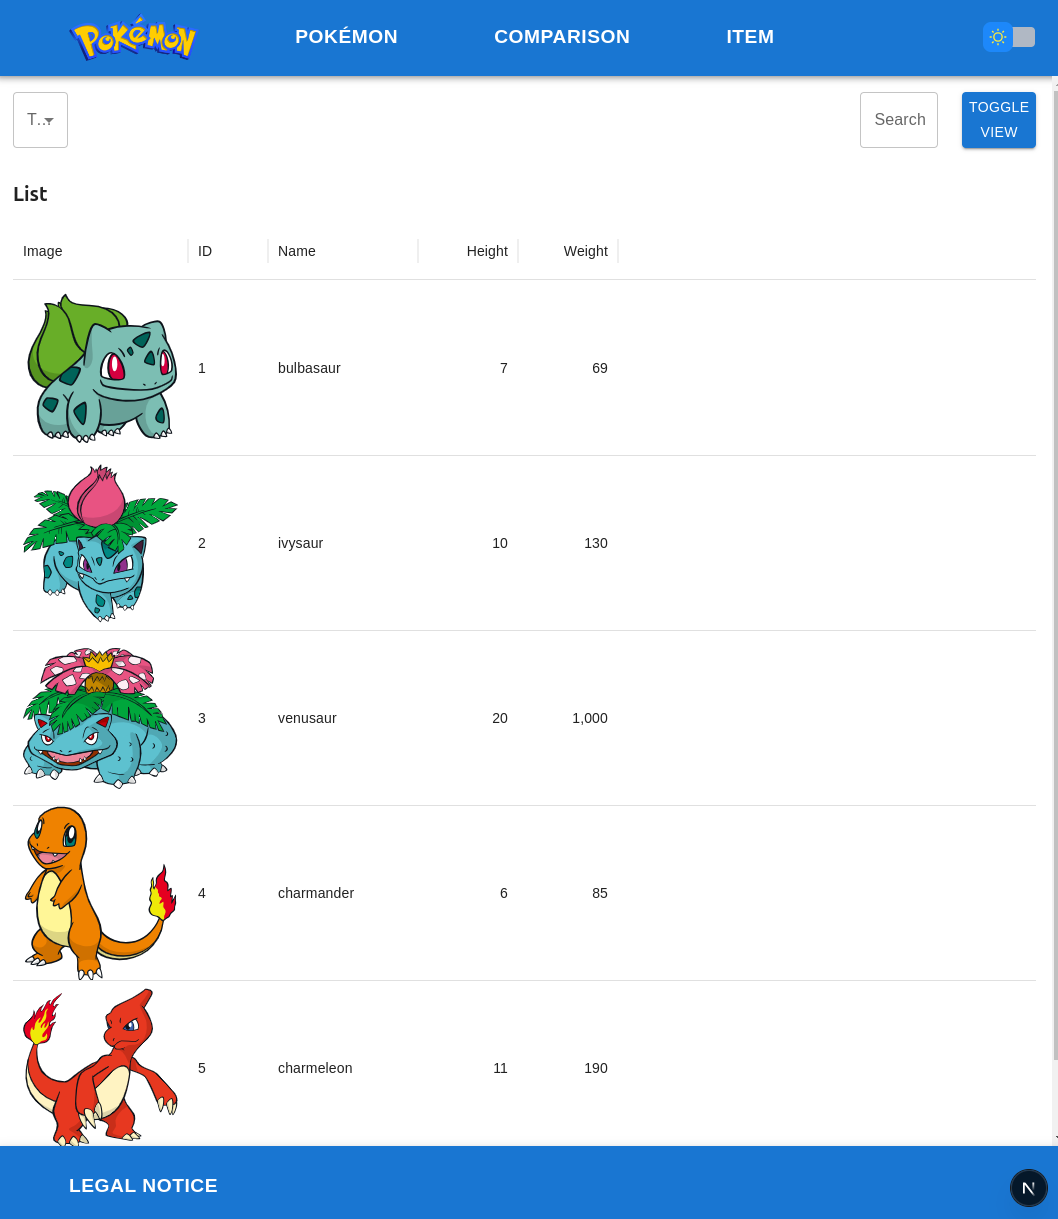 POKéMON
POKÉMON
COMPARISON
ITEM
T...
Search
TOGGLE
VIEW
List
Image ID Name Height Weight
1 bulbasaur 7 69
2 ivysaur 10 130
3 venusaur 20 1,000
4 charmander 6 85
5 charmeleon 11 190
LEGAL NOTICE
N